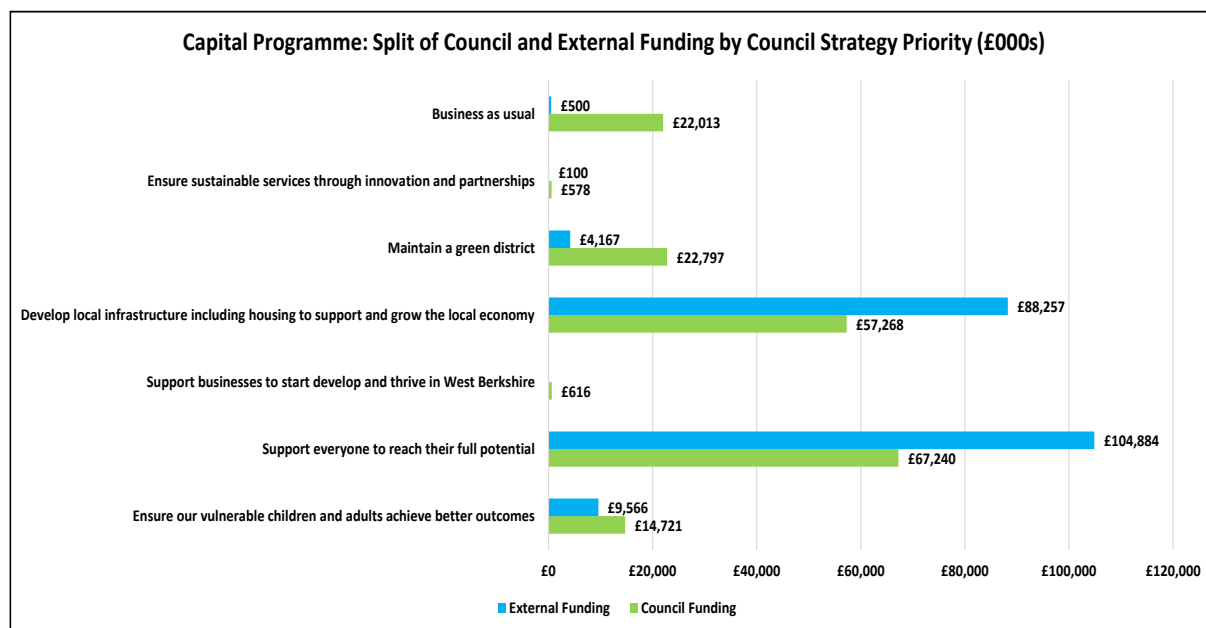 Capital Programme: Split of Council and External Funding by Council Strategy Priority (£000s)
Business as usual
£500
£22,013
Ensure sustainable services through innovation and partnerships
£100
£578
Maintain a green district
£4,167
£22,797
Develop local infrastructure including housing to support and grow the local economy
£88,257
£57,268
Support businesses to start develop and thrive in West Berkshire
£616
Support everyone to reach their full potential
£104,884
£67,240
Ensure our vulnerable children and adults achieve better outcomes
£9,566
£14,721
£0 £20,000 £40,000 £60,000 £80,000 £100,000 £120,000
External Funding Council Funding